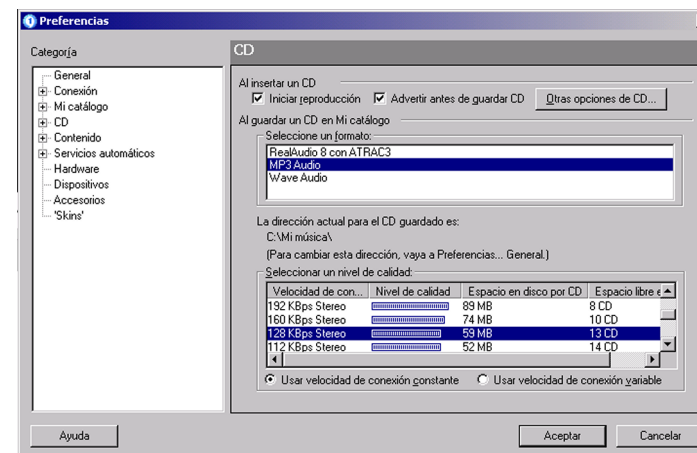 Preferencias
Categoría
General
Conexión
Mi catálogo
CD
Contenido
Servicios automáticos
Hardware
Dispositivos
Accesorios
'Skins'
CD
Al insertar un CD
Iniciar reproducción Advertir antes de guardar CD Otras opciones de CD...
Al guardar un CD en Mi catálogo
Seleccione un formato:
RealAudio 8 con ATRAC3
MP3 Audio
Wave Audio
La dirección actual para el CD guardado es:
C:\Mi música\
(Para cambiar esta dirección, vaya a Preferencias... General.)
Seleccionar un nivel de calidad:
Velocidad de con... Nivel de calidad Espacio en disco por CD Espacio libre e
192 KBps Stereo 89 MB 8 CD
160 KBps Stereo 74 MB 10 CD
128 KBps Stereo 59 MB 13 CD
112 KBps Stereo 52 MB 14 CD
Usar velocidad de conexión constante Usar velocidad de conexión variable
Ayuda Aceptar Cancelar